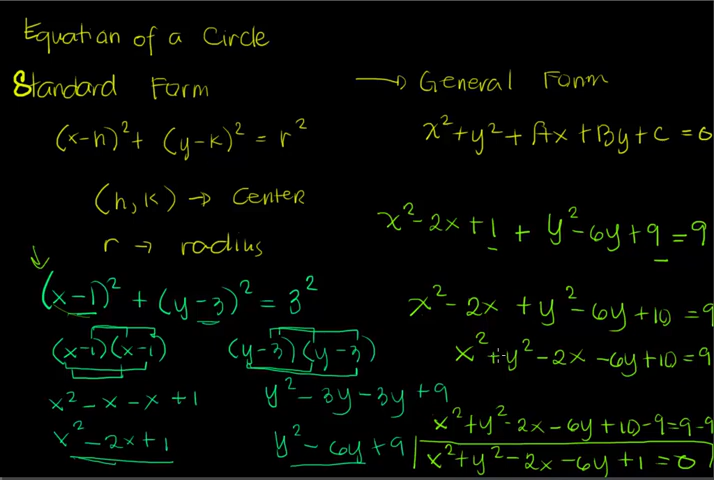 Equation of a Circle
Standard Form
(x-h)² + (y-k)² = r²
(h,k) → Center
r → radius
(x-1)² + (y-3)² = 3²
(x-1)(x-1) (y-3)(y-3)
x² - x - x + 1 y² - 3y - 3y + 9
x² - 2x + 1 y² - 6y + 9
→ General Form
x² + y² + Ax + By + C = 0
x² - 2x + 1 + y² - 6y + 9 = 9
x² - 2x + y² - 6y + 10 = 9
x² + y² - 2x - 6y + 10 = 9
x² + y² - 2x - 6y + 10 - 9 = 9 - 9
x² + y² - 2x - 6y + 1 = 0